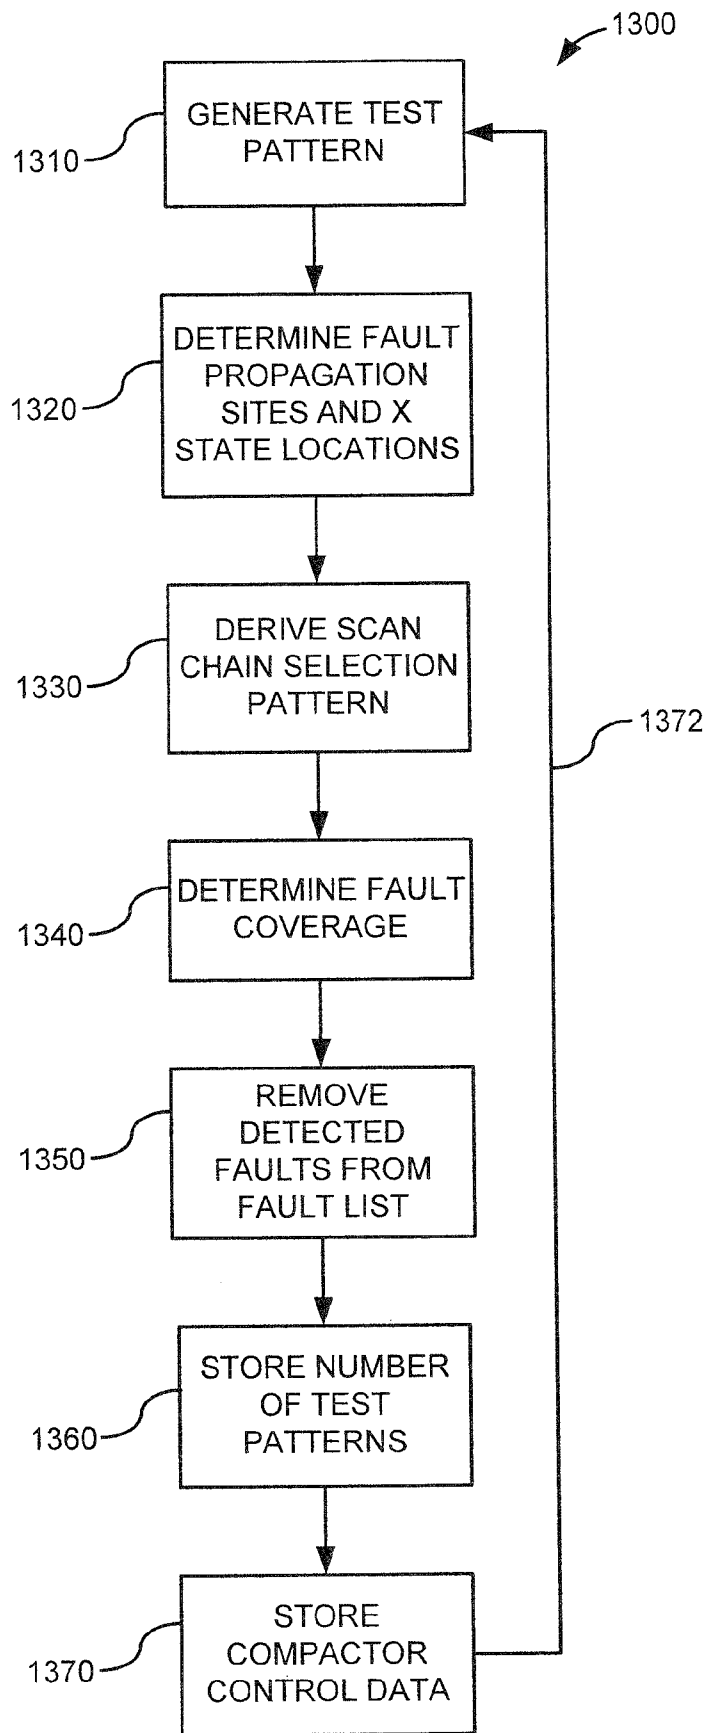 1300
GENERATE TEST
PATTERN
1310
DETERMINE FAULT
PROPAGATION
SITES AND X
STATE LOCATIONS
1320
DERIVE SCAN
CHAIN SELECTION
PATTERN
1330
1372
DETERMINE FAULT
COVERAGE
1340
REMOVE
DETECTED
FAULTS FROM
FAULT LIST
1350
STORE NUMBER
OF TEST
PATTERNS
1360
STORE
COMPACTOR
CONTROL DATA
1370